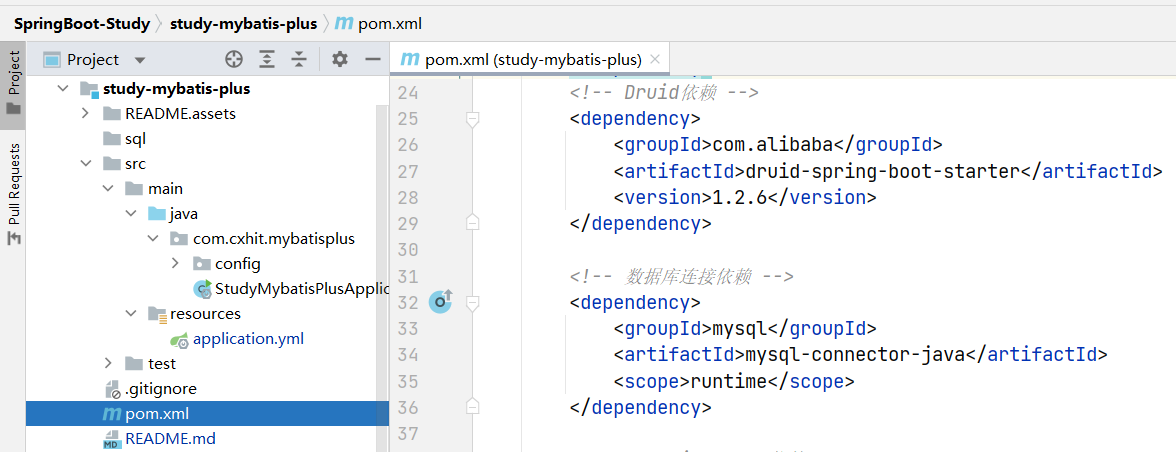 SpringBoot-Study study-mybatis-plus pom.xml
Project
Pull Requests
Project
study-mybatis-plus
README.assets
sql
src
main
java
com.cxhit.mybatisplus
config
StudyMybatisPlusApplic
resources
application.yml
test
.gitignore
pom.xml
README.md
pom.xml (study-mybatis-plus)
24 <!-- Druid依赖 -->
25 <dependency>
26 <groupId>com.alibaba</groupId>
27 <artifactId>druid-spring-boot-starter</artifactId>
28 <version>1.2.6</version>
29 </dependency>
30
31 <!-- 数据库连接依赖 -->
32 <dependency>
33 <groupId>mysql</groupId>
34 <artifactId>mysql-connector-java</artifactId>
35 <scope>runtime</scope>
36 </dependency>
37